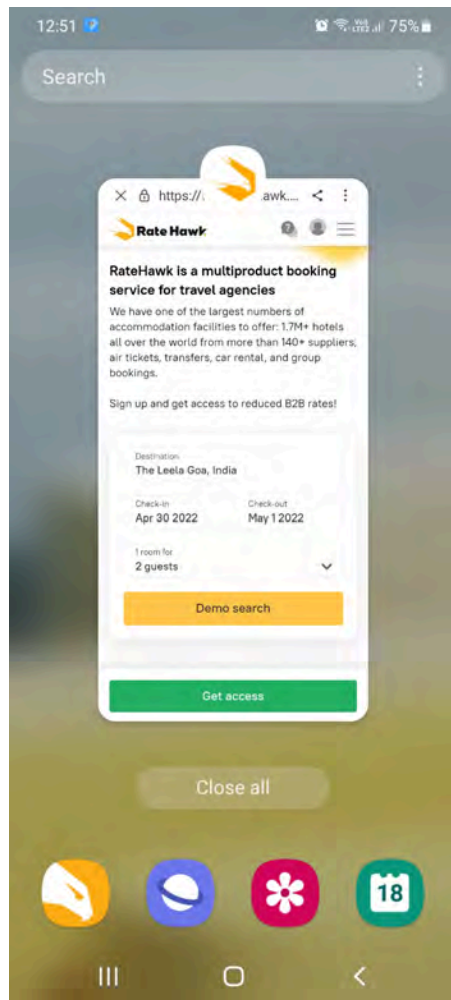 12:51
75%
Search
https://. awk....
Rate Hawk
RateHawk is a multiproduct booking
service for travel agencies
We have one of the largest numbers of
accommodation facilities to offer: 1.7M+ hotels
all over the world from more than 140+ suppliers,
air tickets, transfers, car rental, and group
bookings.
Sign up and get access to reduced B2B rates!
Destination
The Leela Goa, India
Check-in Check-out
Apr 30 2022 May 1 2022
1 room for
2 guests
Demo search
Get access
Close all
18